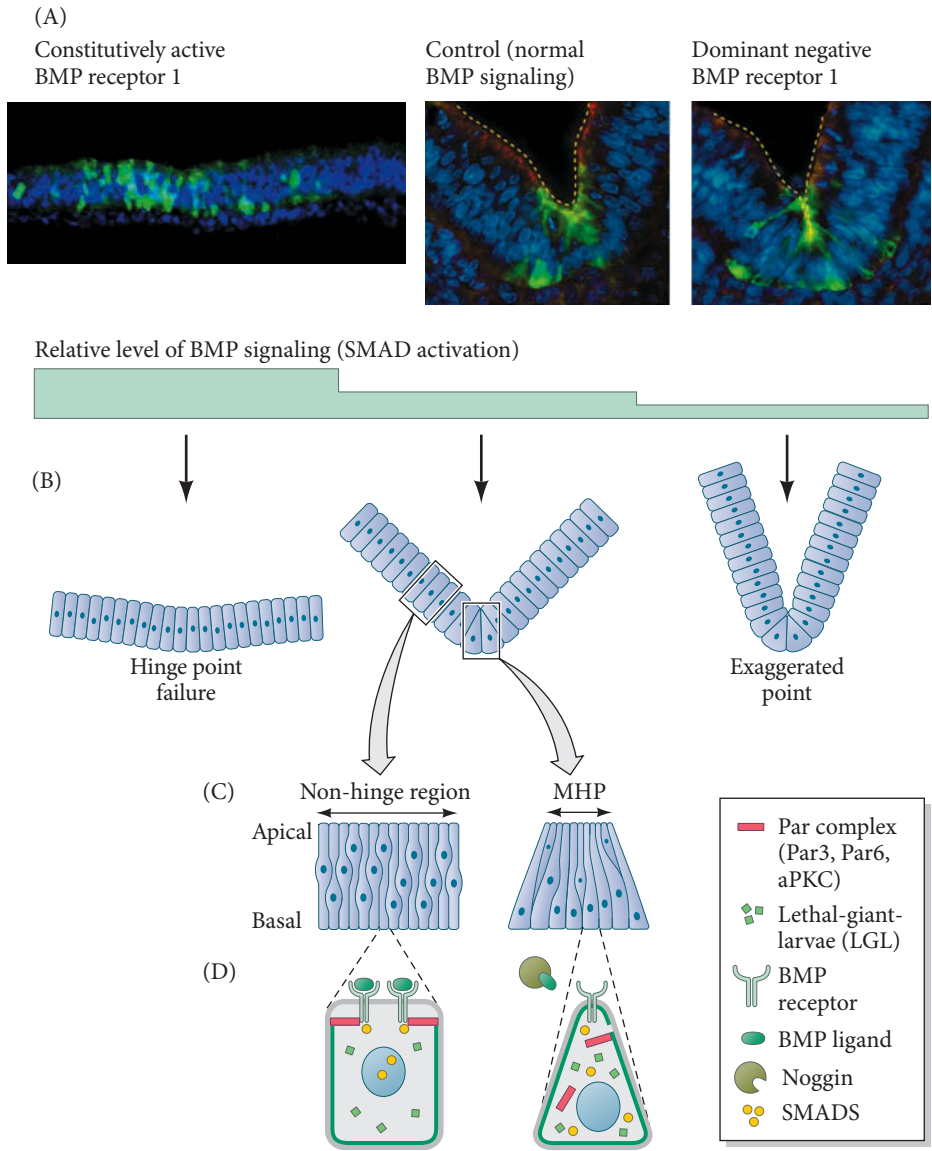 (A)
Constitutively active
BMP receptor 1
Control (normal
BMP signaling)
Dominant negative
BMP receptor 1
Relative level of BMP signaling (SMAD activation)
(B)
Hinge point
failure
Exaggerated
point
(C)
Non-hinge region
MHP
Apical
Basal
(D)
Par complex
(Par3, Par6,
aPKC)
Lethal-giant-
larvae (LGL)
BMP
receptor
BMP ligand
Noggin
SMADS